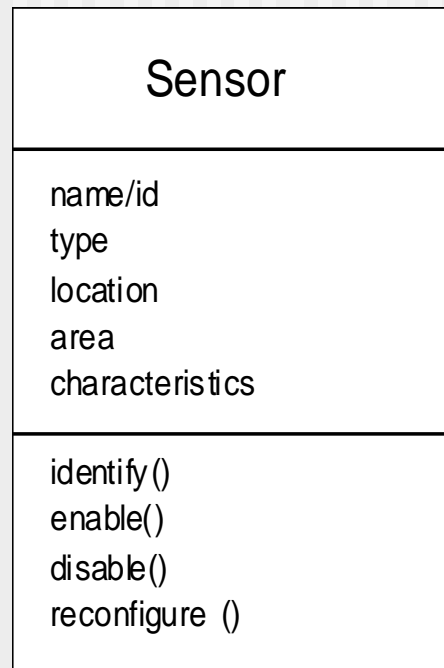 Sensor
name/id
type
location
area
characteristics
identify()
enable()
disable()
reconfigure ()